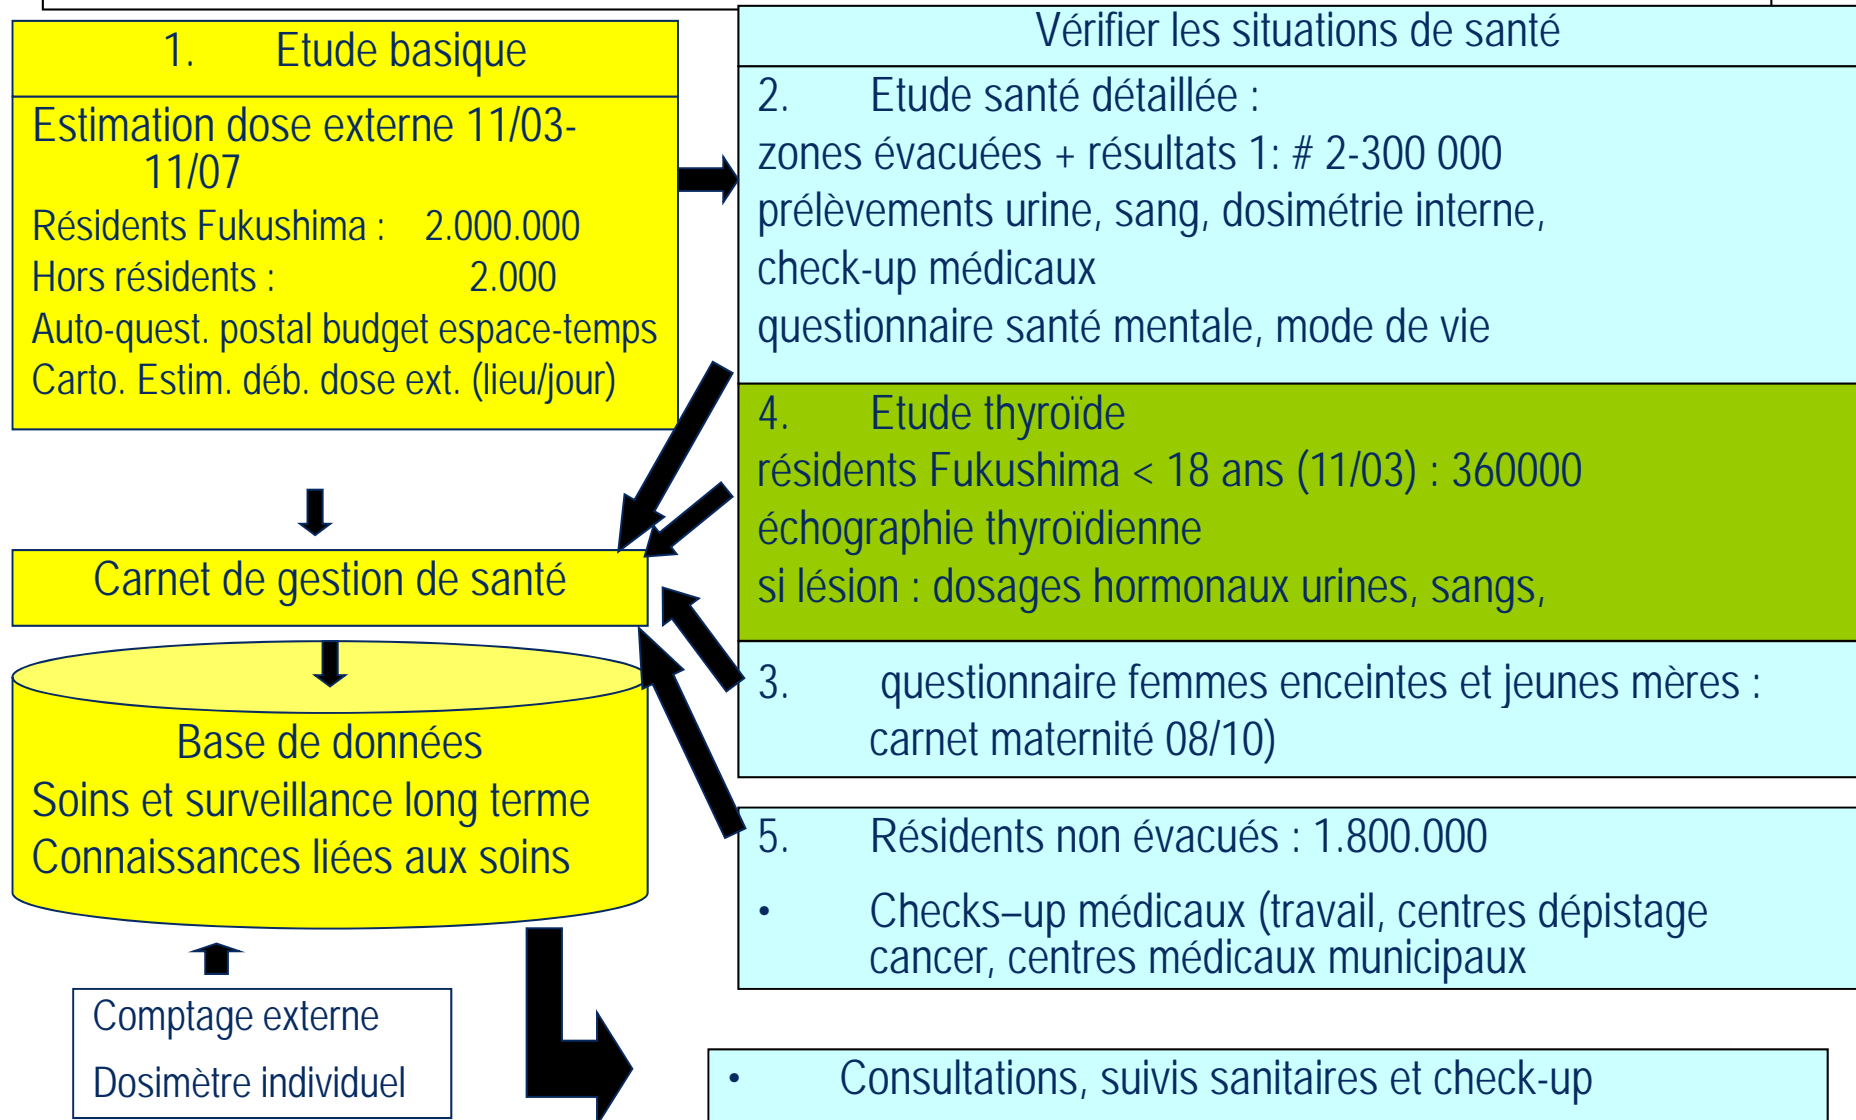 1. Etude basique
Estimation dose externe 11/03-
11/07
Résidents Fukushima : 2.000.000
Hors résidents : 2.000
Auto-quest. postal budget espace-temps
Carto. Estim. déb. dose ext. (lieu/jour)
Carnet de gestion de santé
Base de données
Soins et surveillance long terme
Connaissances liées aux soins
Comptage externe
Dosimètre individuel
Vérifier les situations de santé
2. Etude santé détaillée :
zones évacuées + résultats 1: # 2-300 000
prélèvements urine, sang, dosimétrie interne,
check-up médicaux
questionnaire santé mentale, mode de vie
4. Etude thyroïde
résidents Fukushima < 18 ans (11/03) : 360000
échographie thyroïdienne
si lésion : dosages hormonaux urines, sangs,
3. questionnaire femmes enceintes et jeunes mères :
carnet maternité 08/10)
5. Résidents non évacués : 1.800.000
• Checks–up médicaux (travail, centres dépistage
cancer, centres médicaux municipaux
• Consultations, suivis sanitaires et check-up